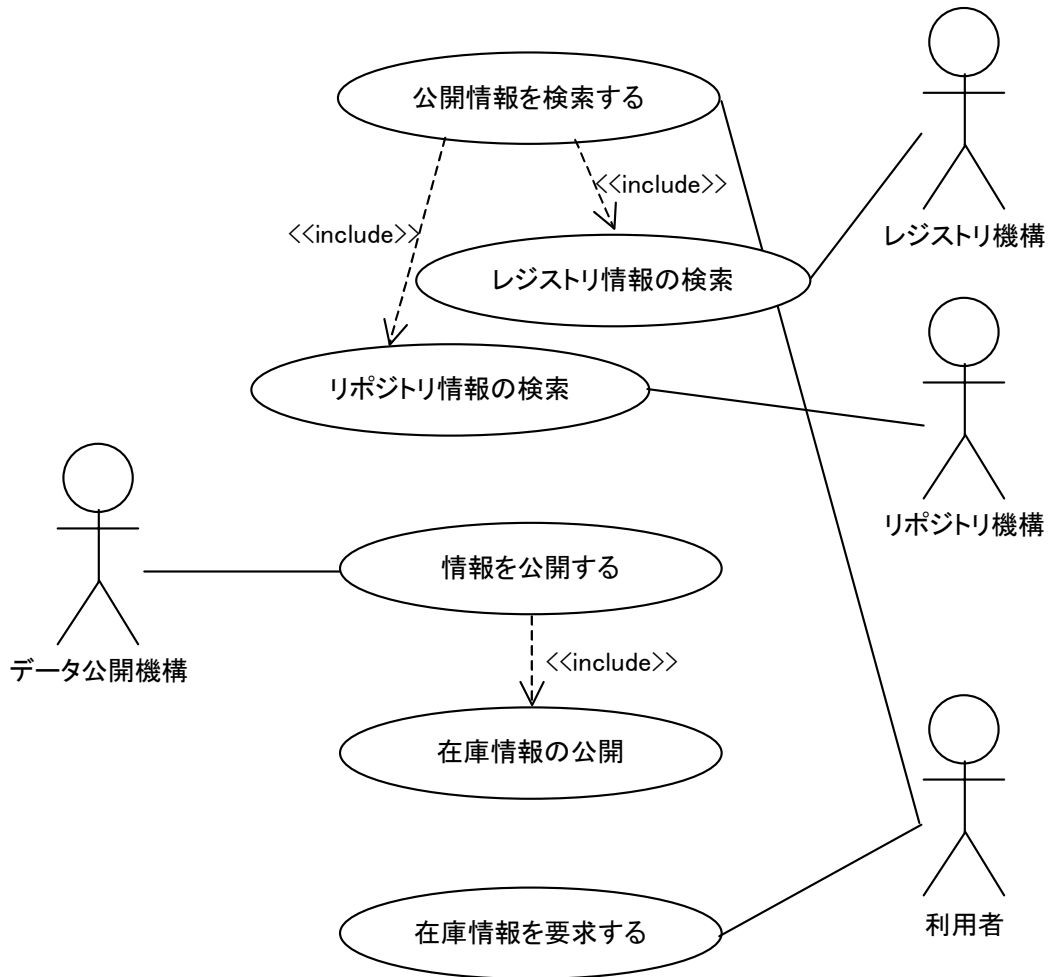 公開情報を検索する
<<include>>
<<include>>
レジストリ機構
レジストリ情報の検索
リポジトリ情報の検索
リポジトリ機構
情報を公開する
データ公開機構
<<include>>
在庫情報の公開
在庫情報を要求する
利用者